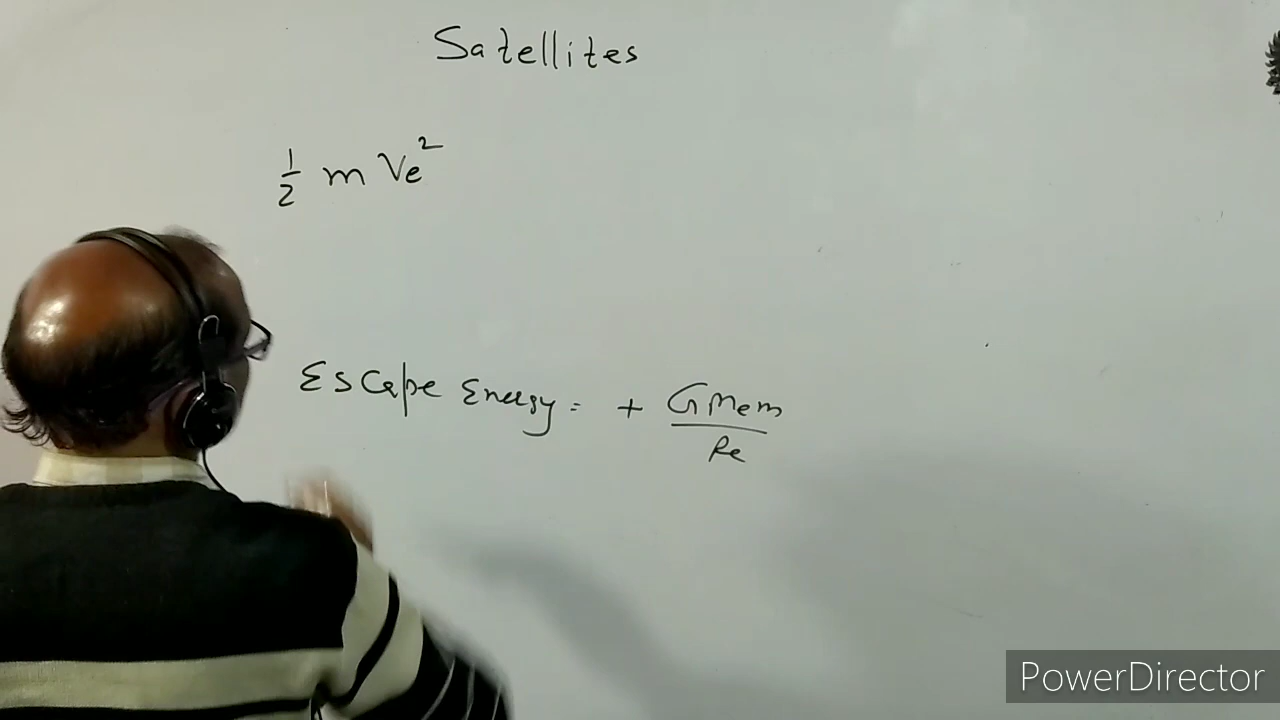 Satellites
1/2 m Ve²
Escape Energy = + GMem/Re
PowerDirector